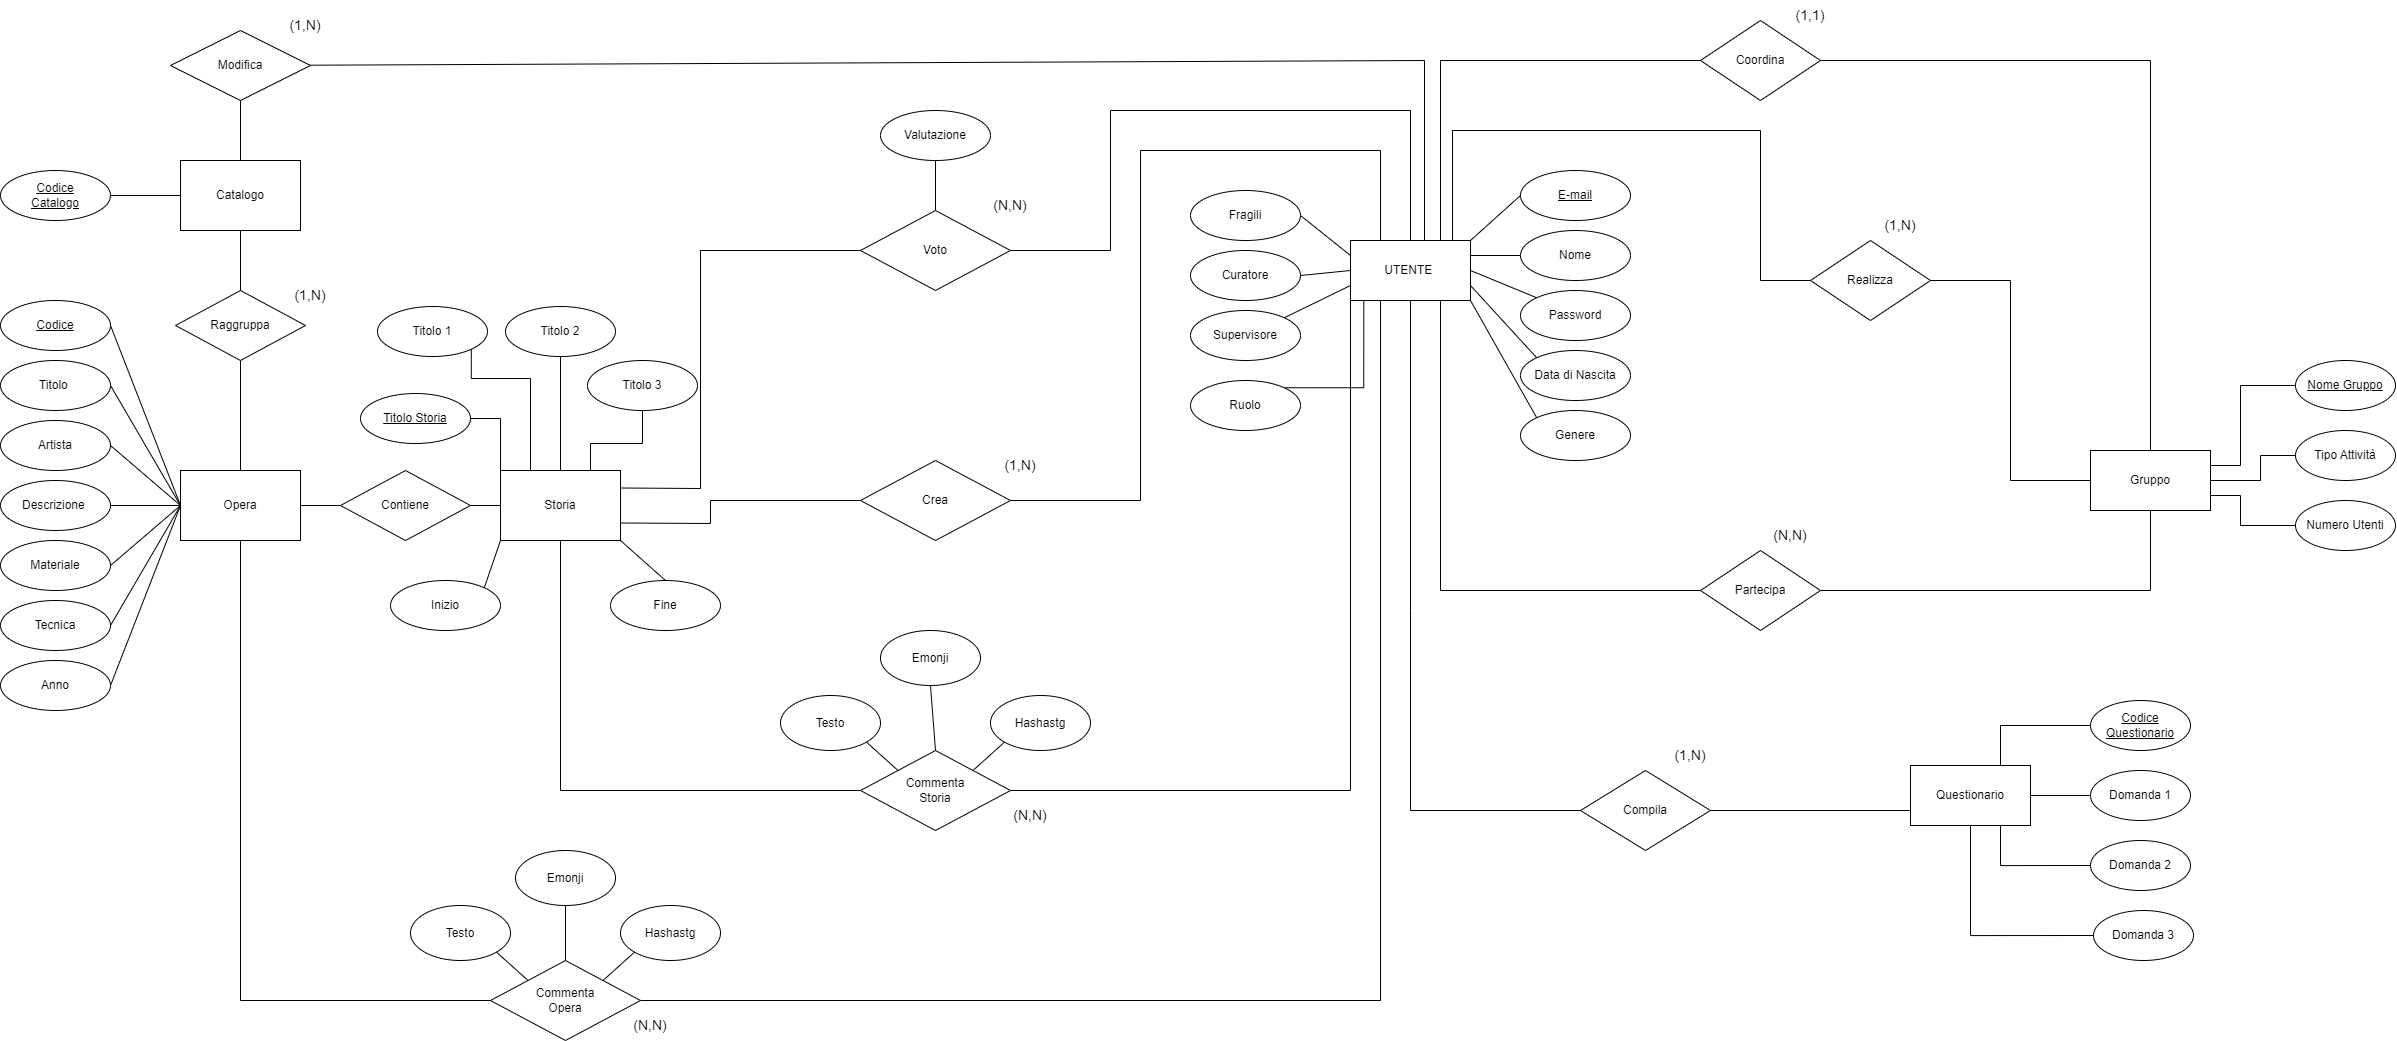 (1,N)
Modifica
(1,1)
Coordina
Valutazione
(N,N)
Voto
Codice
Catalogo
Catalogo
Fragili
Curatore
Supervisore
Ruolo
UTENTE
E-mail
Nome
Password
Data di Nascita
Genere
(1,N)
Realizza
(1,N)
Raggruppa
Codice
Titolo
Artista
Descrizione
Materiale
Tecnica
Anno
Opera
Contiene
Titolo 1
Titolo 2
Titolo 3
Titolo Storia
Storia
Inizio
Fine
(1,N)
Crea
Nome Gruppo
Tipo Attività
Numero Utenti
Gruppo
(N,N)
Partecipa
Emonji
Testo
Hashastg
Commenta
Storia
(N,N)
(1,N)
Compila
Questionario
Codice
Questionario
Domanda 1
Domanda 2
Domanda 3
Emonji
Testo
Hashastg
Commenta
Opera
(N,N)